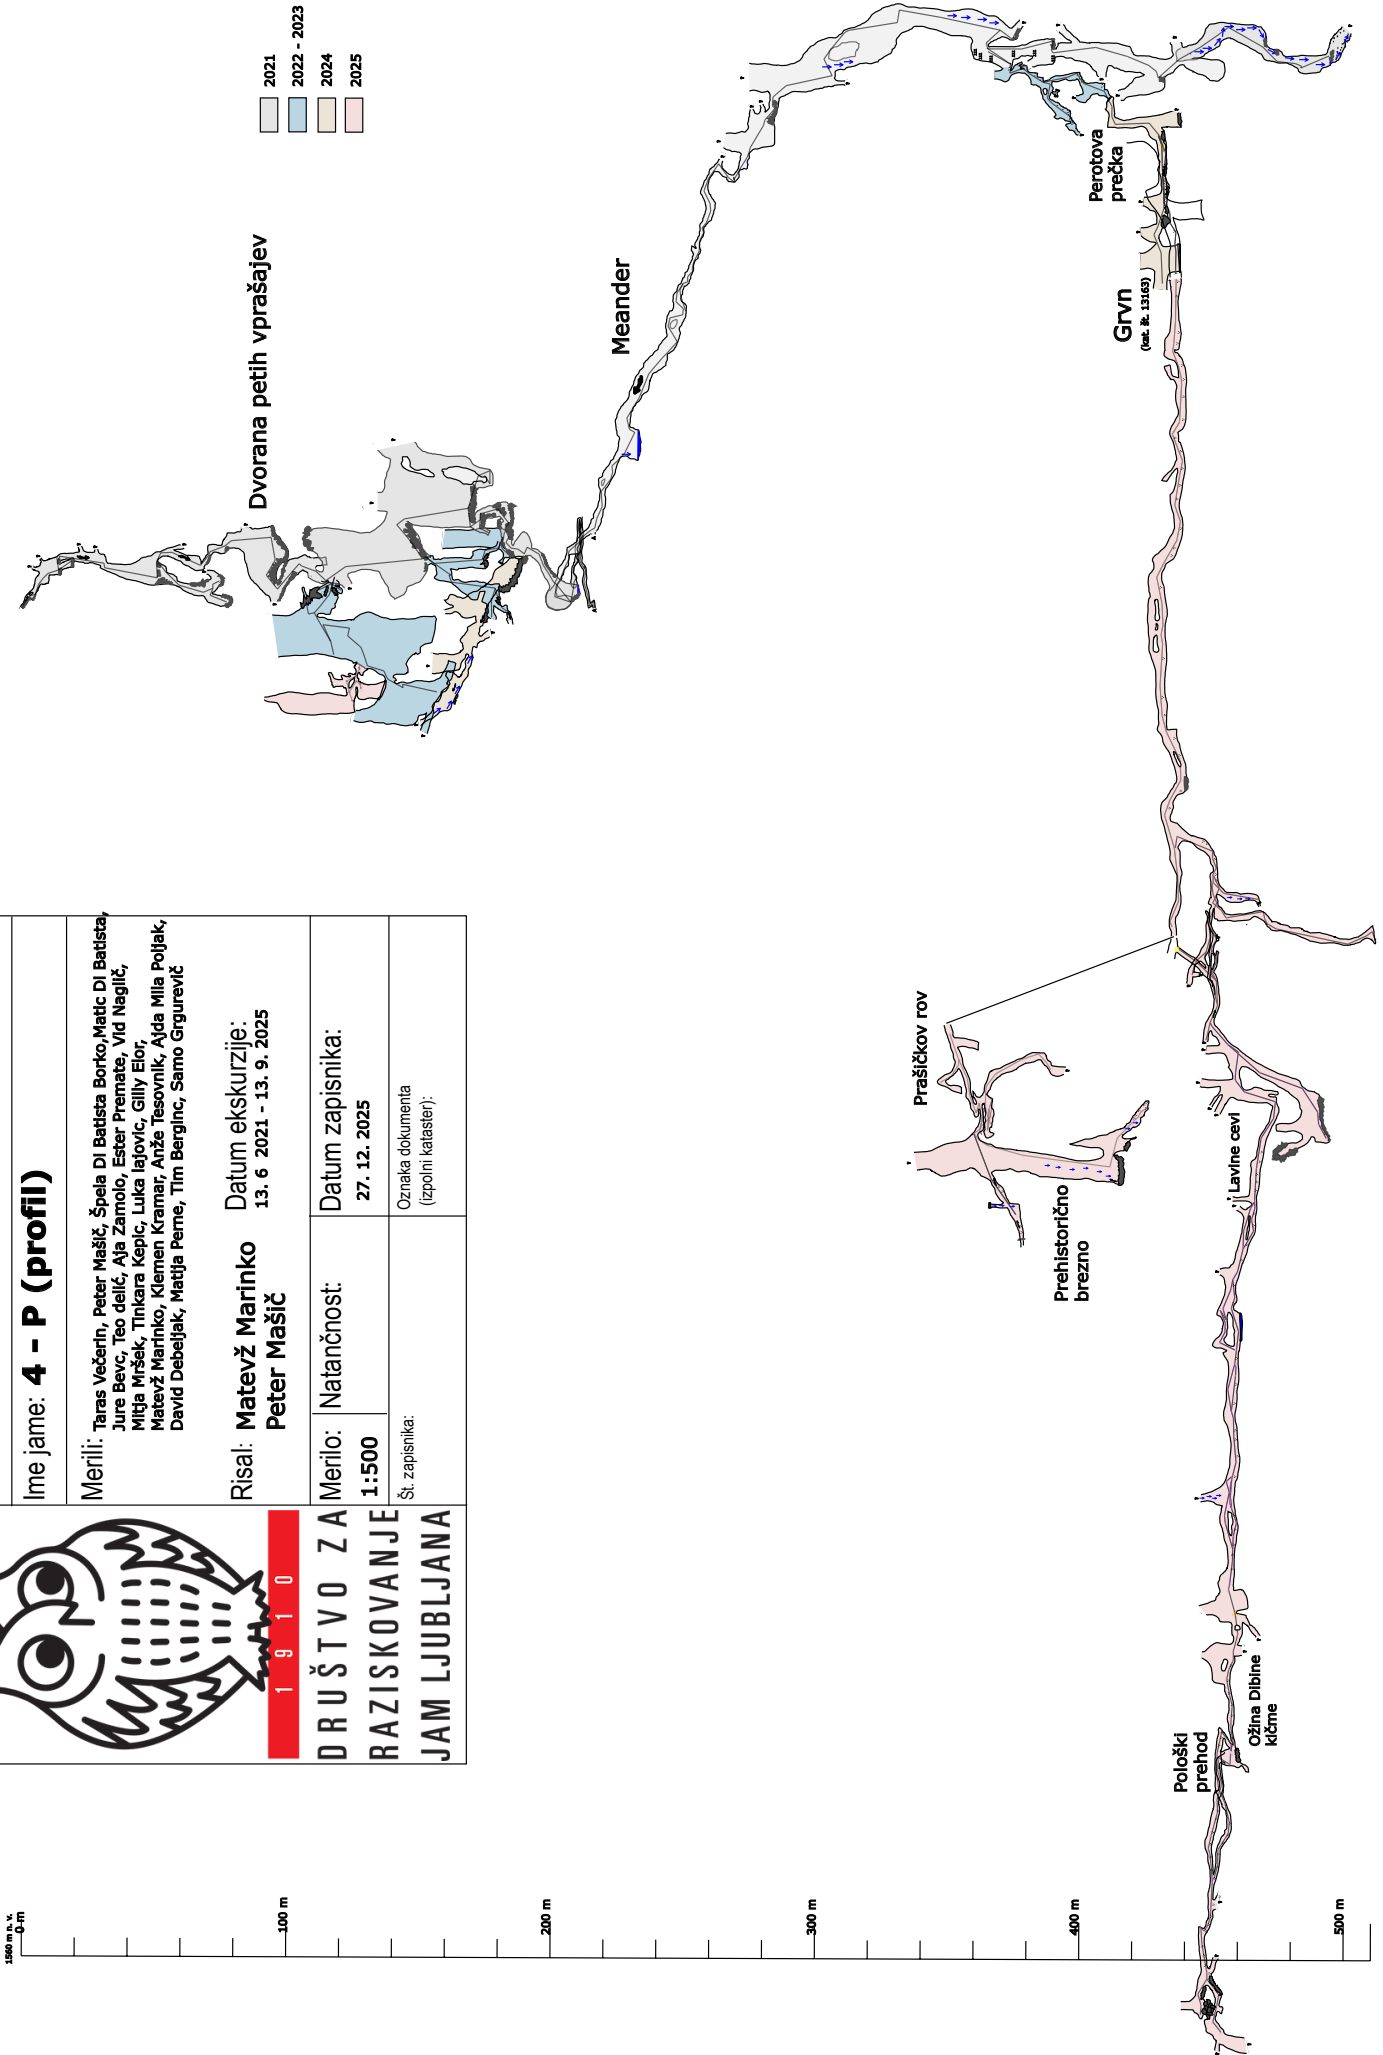 Ime jame: 4 - P (profil)
Merili: Taras Večerin, Peter Mašič, Špela Di Batista Borko,Matic Di Batista,
Jure Bevc, Teo delić, Aja Zamolo, Ester Premate, Vid Naglič,
Mitja Mršek, Tinkara Kepic, Luka lajovic, Gilly Elor,
Matevž Marinko, Klemen Kramar, Anže Tesovnik, Ajda Mila Poljak,
David Debeljak, Matija Perne, Tim Berginc, Samo Grgurevič
Risal: Matevž Marinko
Peter Mašič
Datum ekskurzije:
13. 6 2021 - 13. 9. 2025
Merilo:
1:500
Natančnost:
Datum zapisnika:
27. 12. 2025
Št. zapisnika:
Oznaka dokumenta
(izpolni kataster):
1910
DRUŠTVO ZA
RAZISKOVANJE
JAM LJUBLJANA
2021
2022 - 2023
2024
2025
Dvorana petih vprašajev
Meander
Perotova
prečka
Grvn
(kat. št. 13163)
Prašičkov rov
Prehistorično
brezno
Lavine cevi
Ožina Dibine
kičme
Pološki
prehod
1560 m n. v.
0 m
100 m
200 m
300 m
400 m
500 m